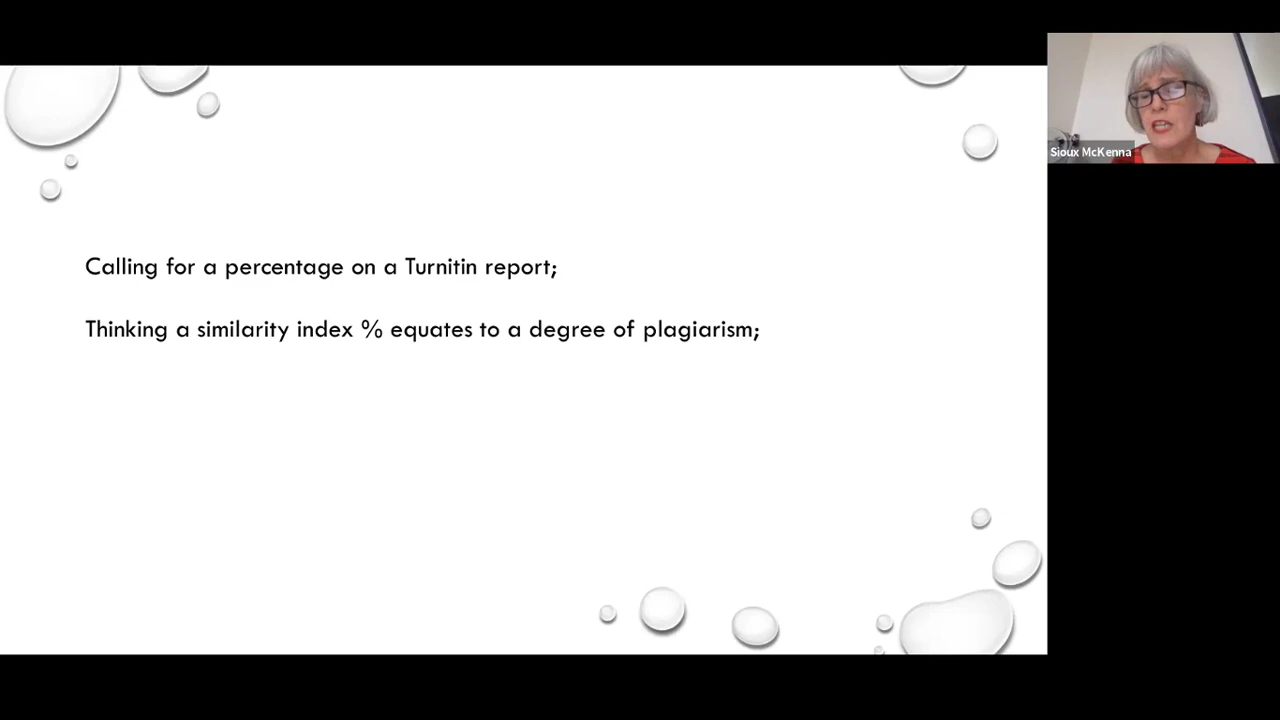 Calling for a percentage on a Turnitin report;
Thinking a similarity index % equates to a degree of plagiarism;
Sioux McKenna